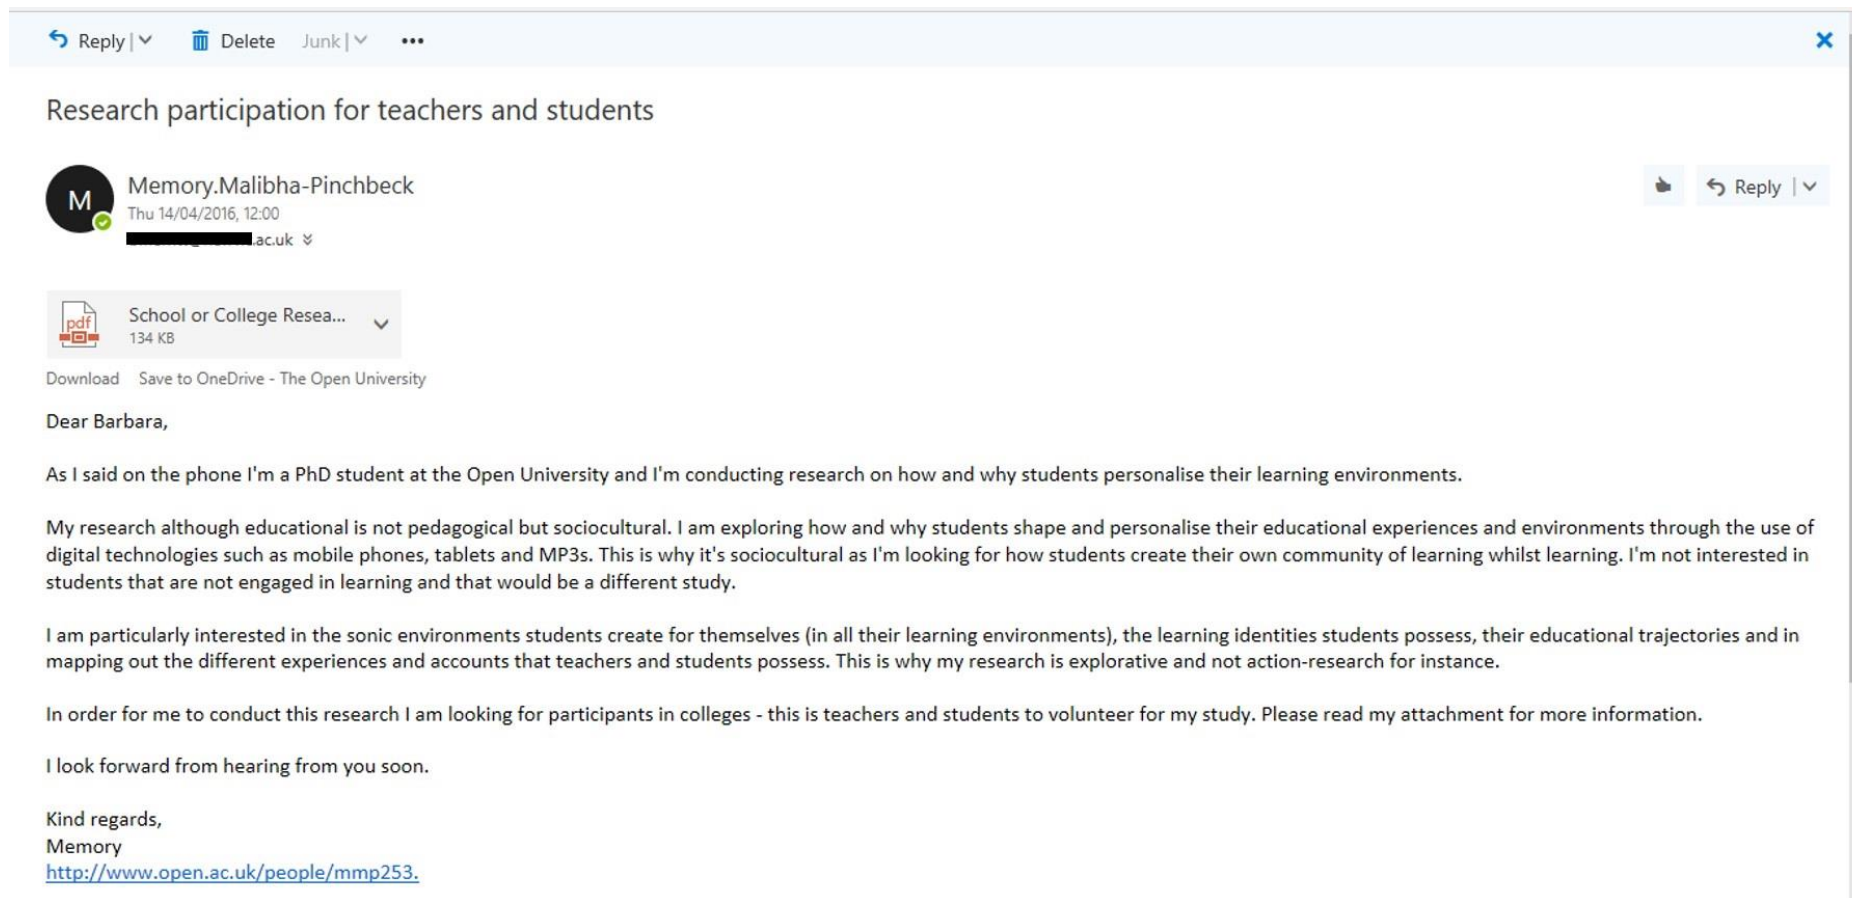 Reply | Delete Junk | •••
Research participation for teachers and students
M
Memory.Malibha-Pinchbeck
Reply |
Thu 14/04/2016, 12:00
.ac.uk
pdf
School or College Resea...
134 KB
Download Save to OneDrive - The Open University
Dear Barbara,
As I said on the phone I'm a PhD student at the Open University and I'm conducting research on how and why students personalise their learning environments.
My research although educational is not pedagogical but sociocultural. I am exploring how and why students shape and personalise their educational experiences and environments through the use of
digital technologies such as mobile phones, tablets and MP3s. This is why it's sociocultural as I'm looking for how students create their own community of learning whilst learning. I'm not interested in
students that are not engaged in learning and that would be a different study.
I am particularly interested in the sonic environments students create for themselves (in all their learning environments), the learning identities students possess, their educational trajectories and in
mapping out the different experiences and accounts that teachers and students possess. This is why my research is explorative and not action-research for instance.
In order for me to conduct this research I am looking for participants in colleges - this is teachers and students to volunteer for my study. Please read my attachment for more information.
I look forward from hearing from you soon.
Kind regards,
Memory
http://www.open.ac.uk/people/mmp253.